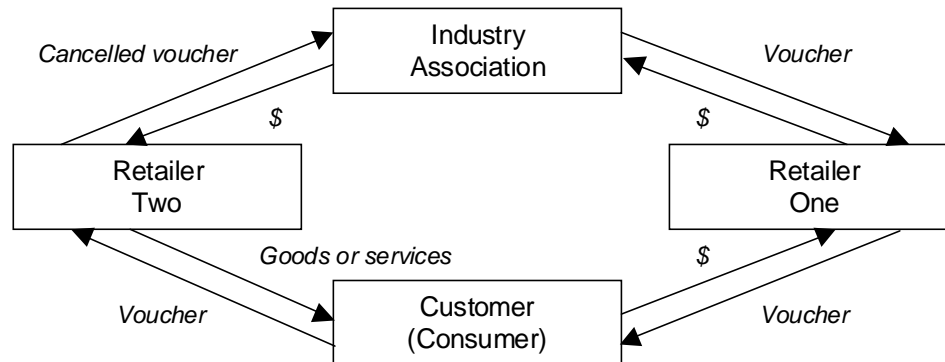 Industry
Association
Cancelled voucher
Voucher
$
$
Retailer
Two
Retailer
One
Goods or services
$
Voucher
Customer
(Consumer)
Voucher